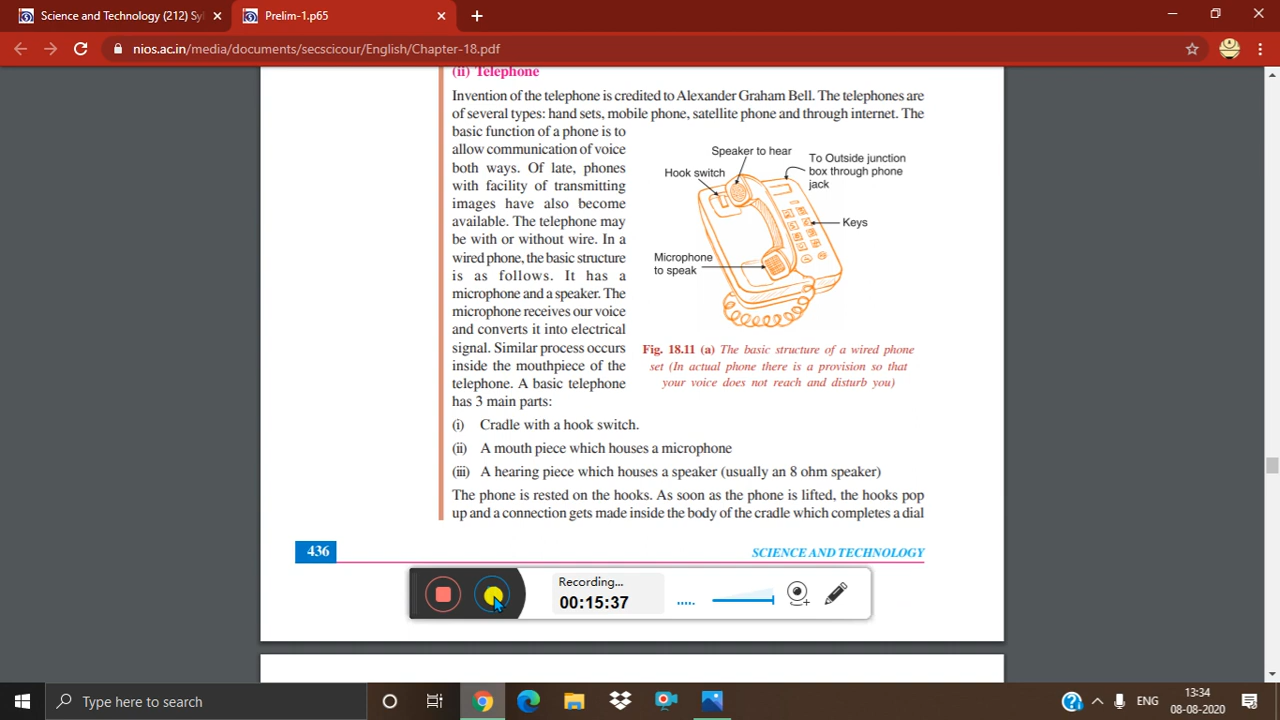 Science and Technology (212) Syl
Prelim-1.p65
nios.ac.in/media/documents/secscicour/English/Chapter-18.pdf
(ii) Telephone
Invention of the telephone is credited to Alexander Graham Bell. The telephones are
of several types: hand sets, mobile phone, satellite phone and through internet. The
basic function of a phone is to
allow communication of voice
both ways. Of late, phones
with facility of transmitting
images have also become
available. The telephone may
be with or without wire. In a
wired phone, the basic structure
is as follows. It has a
microphone and a speaker. The
microphone receives our voice
and converts it into electrical
signal. Similar process occurs
inside the mouthpiece of the
telephone. A basic telephone
has 3 main parts:
Speaker to hear
Hook switch
To Outside junction
box through phone
jack
Keys
Microphone
to speak
Fig. 18.11 (a) The basic structure of a wired phone
set (In actual phone there is a provision so that
your voice does not reach and disturb you)
(i) Cradle with a hook switch.
(ii) A mouth piece which houses a microphone
(iii) A hearing piece which houses a speaker (usually an 8 ohm speaker)
The phone is rested on the hooks. As soon as the phone is lifted, the hooks pop
up and a connection gets made inside the body of the cradle which completes a dial
436
SCIENCE AND TECHNOLOGY
Recording...
00:15:37
Type here to search
ENG
13:34
08-08-2020